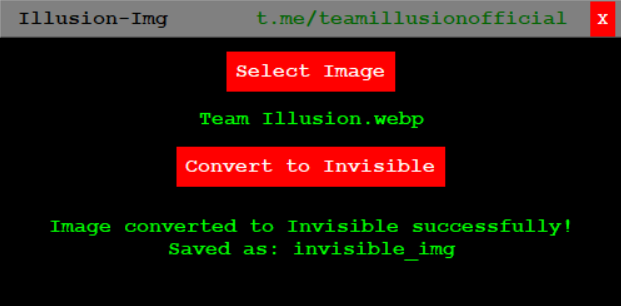 Illusion-Img t.me/teamillusionofficial x
Select Image
Team Illusion.webp
Convert to Invisible
Image converted to Invisible successfully!
Saved as: invisible_img